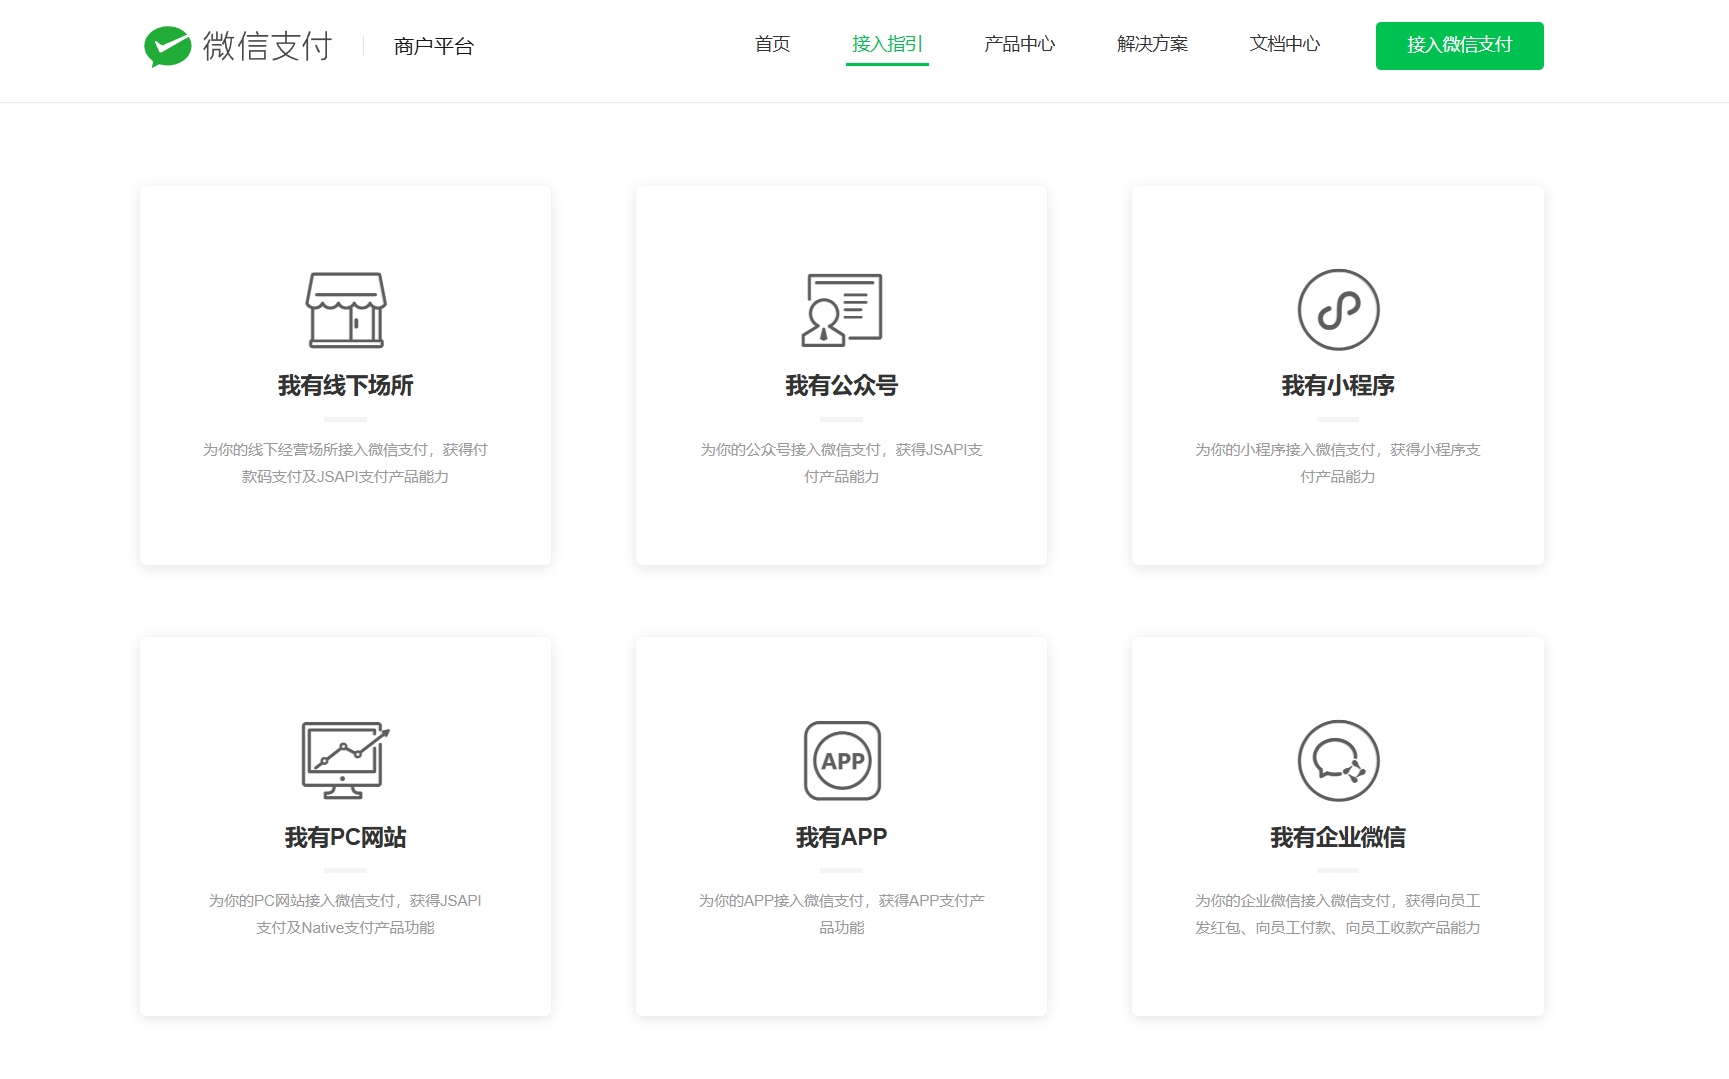 微信支付 商户平台 首页 接入指引 产品中心 解决方案 文档中心 接入微信支付
我有线下场所
为你的线下经营场所接入微信支付，获得付
款码支付及JSAPI支付产品能力
我有公众号
为你的公众号接入微信支付，获得JSAPI支
付产品能力
我有小程序
为你的小程序接入微信支付，获得小程序支
付产品能力
我有PC网站
为你的PC网站接入微信支付，获得JSAPI
支付及Native支付产品功能
APP
我有APP
为你的APP接入微信支付，获得APP支付产
品功能
我有企业微信
为你的企业微信接入微信支付，获得向员工
发红包、向员工付款、向员工收款产品能力